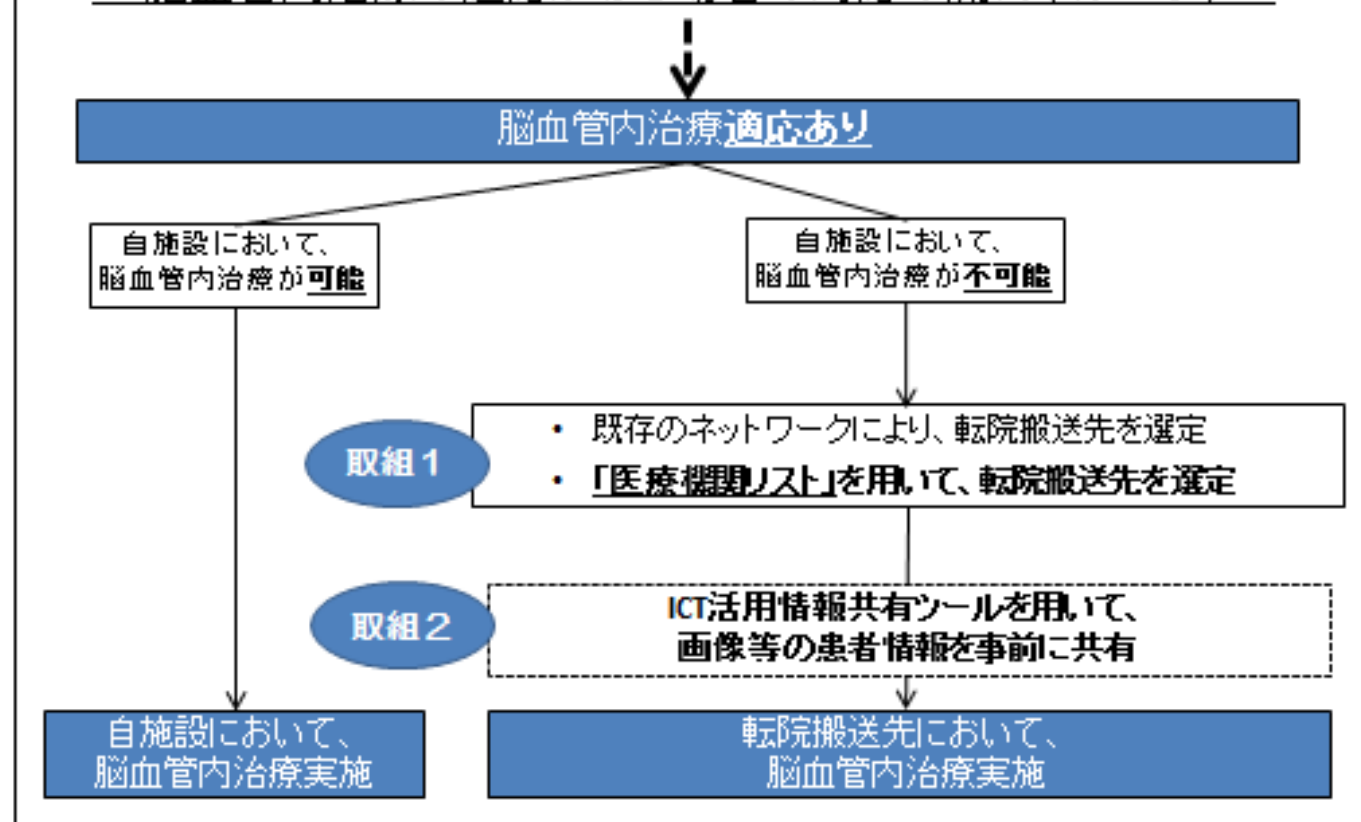 脳血管内治療適応あり
自施設において、
脳血管内治療が可能
自施設において、
脳血管内治療が不可能
取組１
• 既存のネットワークにより、転院搬送先を選定
• 「医療機関リスト」を用いて、転院搬送先を選定
取組２
ICT活用情報共有ツールを用いて、
画像等の患者情報を事前に共有
自施設において、
脳血管内治療実施
転院搬送先において、
脳血管内治療実施